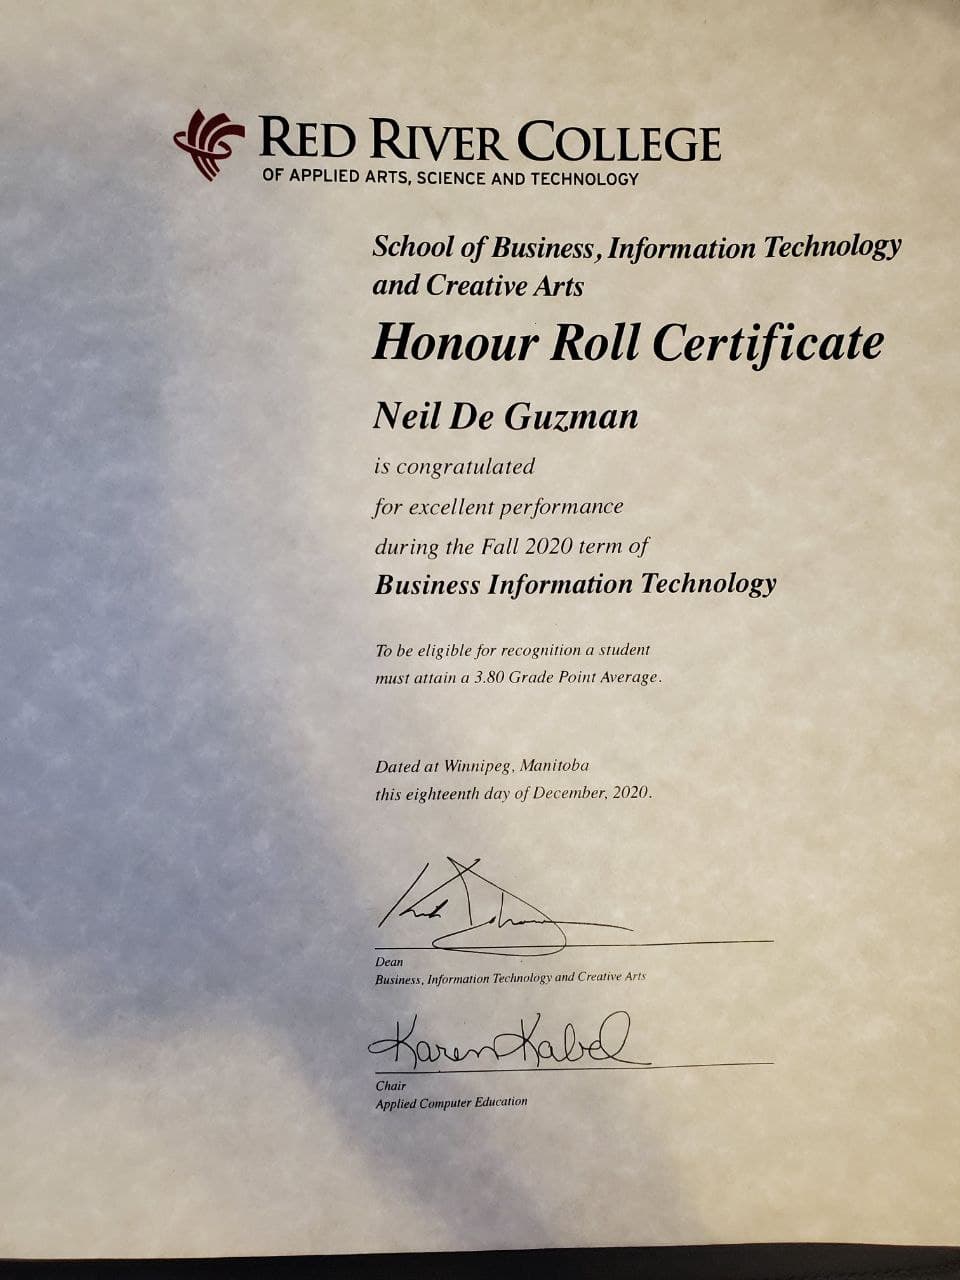 RED RIVER COLLEGE
OF APPLIED ARTS, SCIENCE AND TECHNOLOGY
School of Business, Information Technology
and Creative Arts
Honour Roll Certificate
Neil De Guzman
is congratulated
for excellent performance
during the Fall 2020 term of
Business Information Technology
To be eligible for recognition a student
must attain a 3.80 Grade Point Average.
Dated at Winnipeg, Manitoba
this eighteenth day of December, 2020.
Dean
Business, Information Technology and Creative Arts
Karen Kabel
Chair
Applied Computer Education